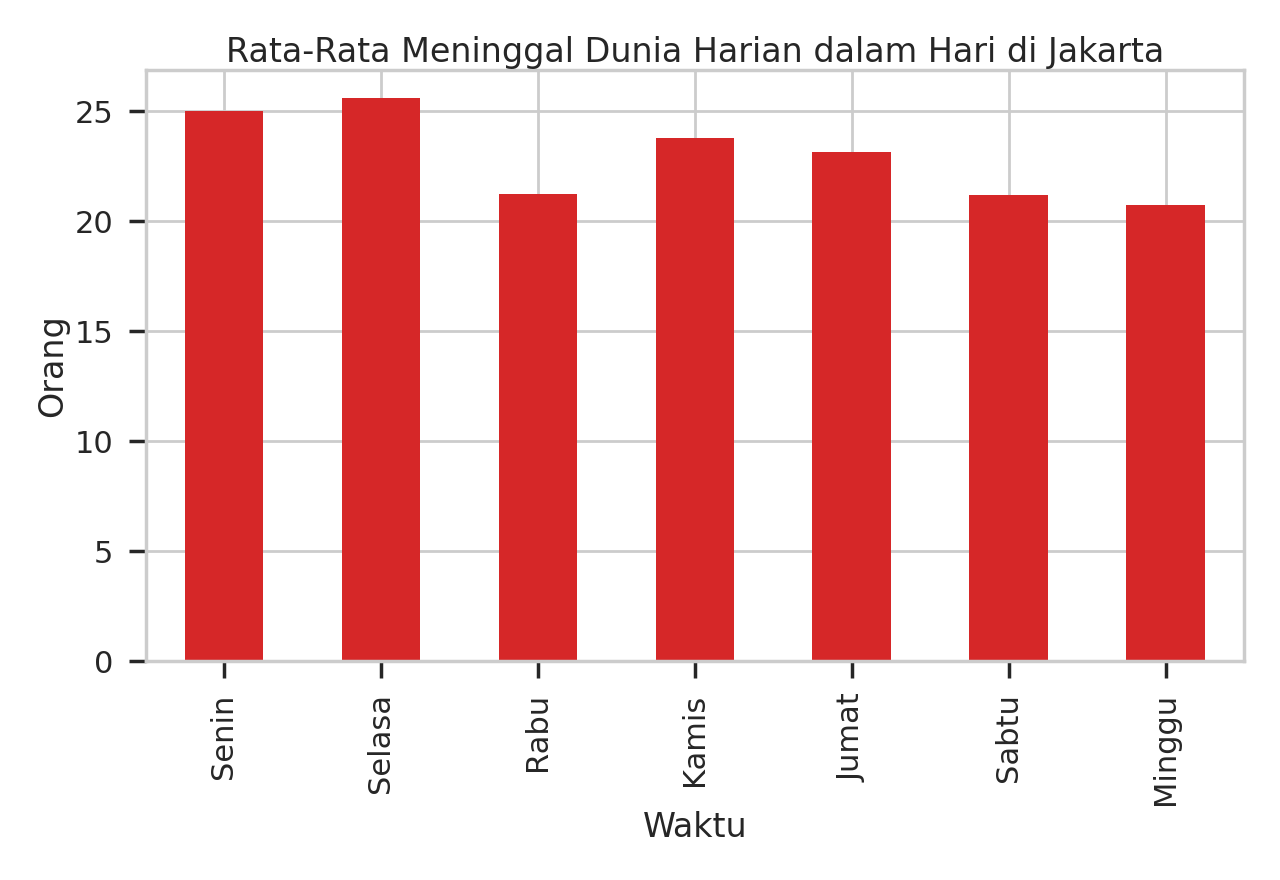 Rata-Rata Meninggal Dunia Harian dalam Hari di Jakarta
Orang
25
20
15
10
5
0
Senin
Selasa
Rabu
Kamis
Jumat
Sabtu
Minggu
Waktu